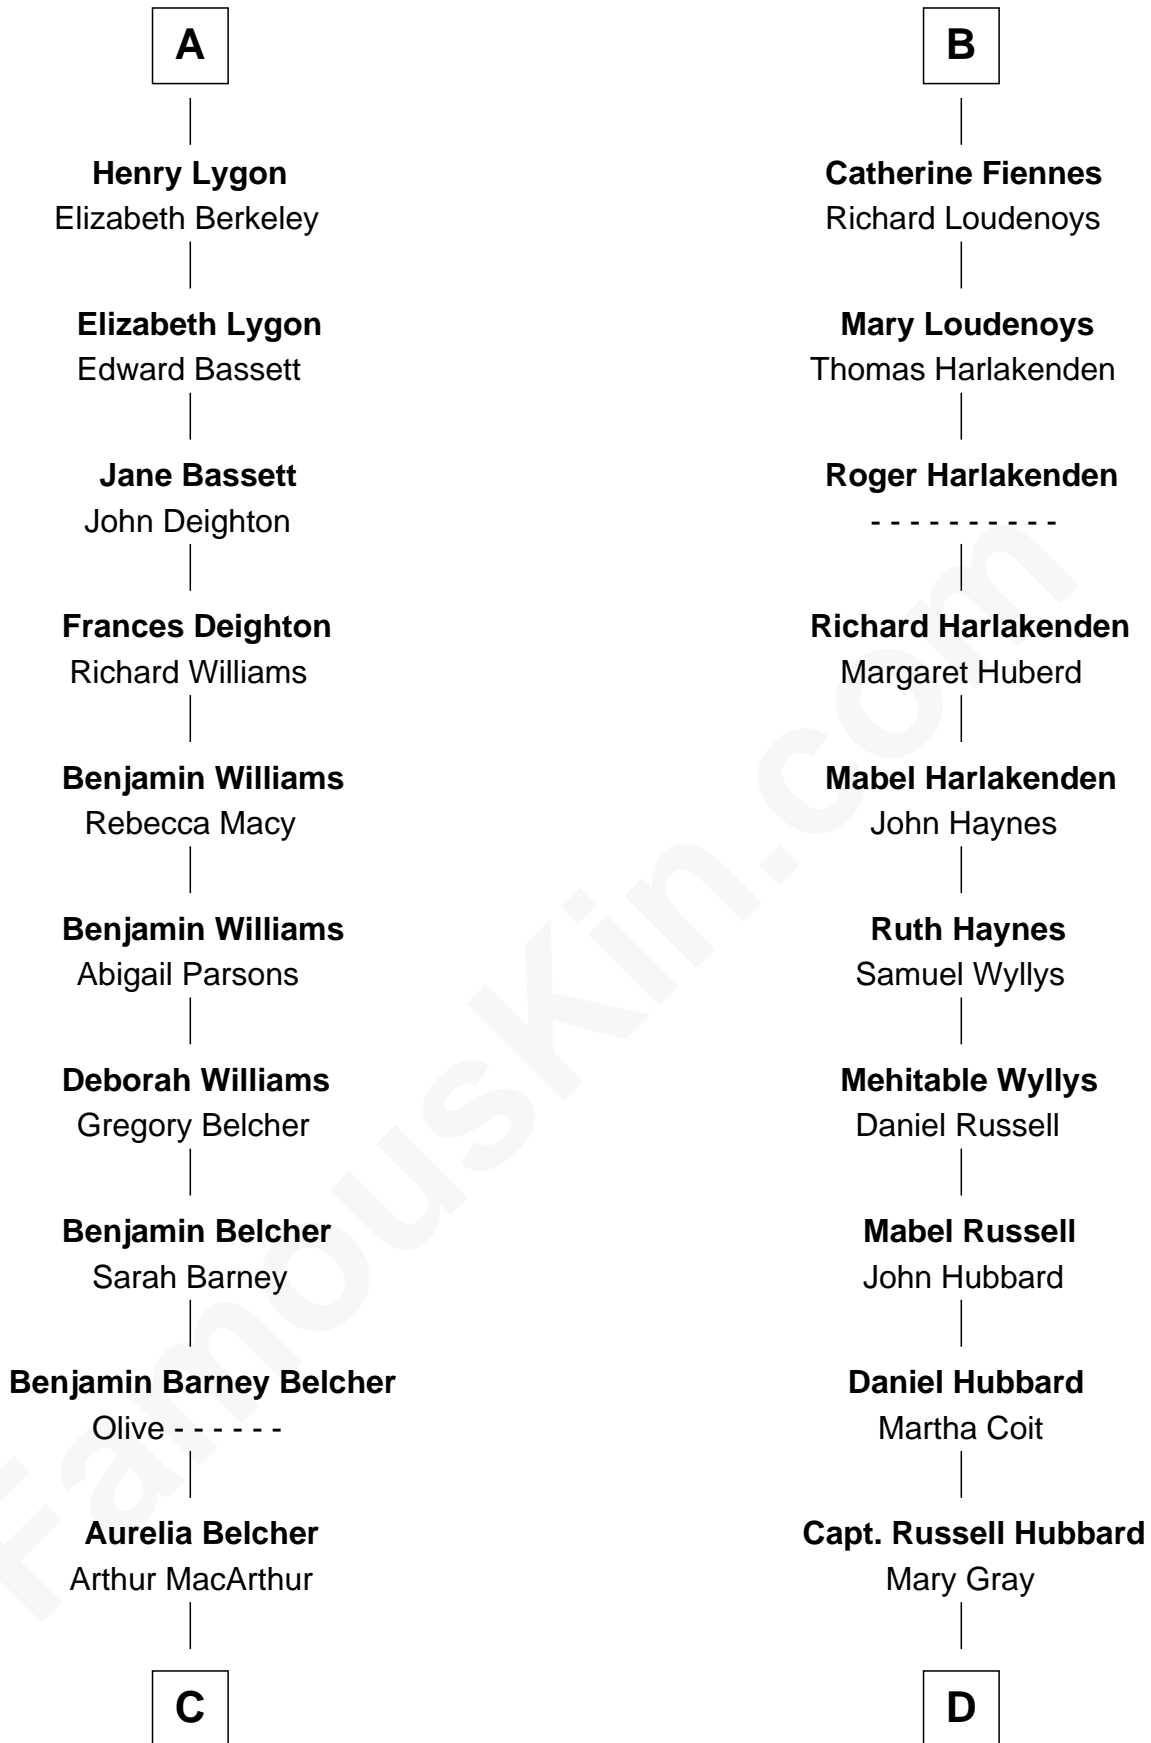 A
Henry Lygon
Elizabeth Berkeley
Elizabeth Lygon
Edward Bassett
Jane Bassett
John Deighton
Frances Deighton
Richard Williams
Benjamin Williams
Rebecca Macy
Benjamin Williams
Abigail Parsons
Deborah Williams
Gregory Belcher
Benjamin Belcher
Sarah Barney
Benjamin Barney Belcher
Olive - - - - - -
Aurelia Belcher
Arthur MacArthur
C
B
Catherine Fiennes
Richard Loudenoys
Mary Loudenoys
Thomas Harlakenden
Roger Harlakenden
- - - - - - - - - -
Richard Harlakenden
Margaret Huberd
Mabel Harlakenden
John Haynes
Ruth Haynes
Samuel Wyllys
Mehitable Wyllys
Daniel Russell
Mabel Russell
John Hubbard
Daniel Hubbard
Martha Coit
Capt. Russell Hubbard
Mary Gray
D
FamousKin.com